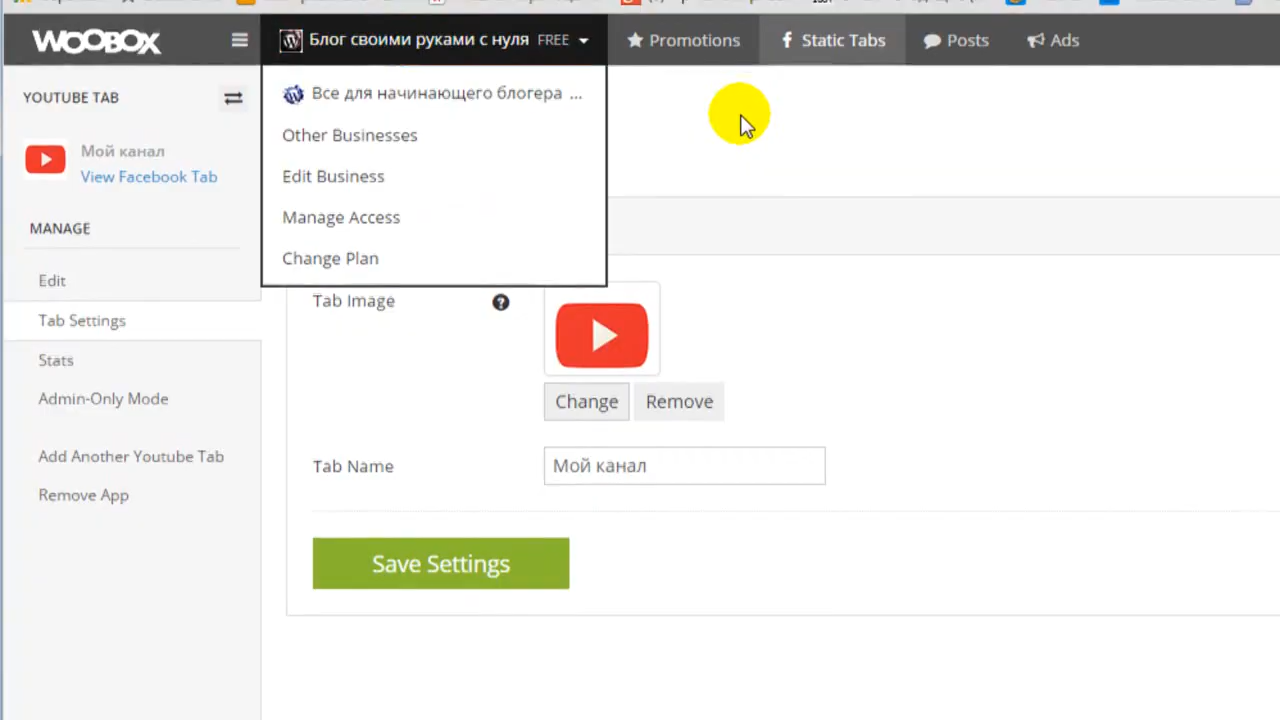 WOOBOX
Блог своими руками с нуля FREE
Promotions
Static Tabs
Posts
Ads
YOUTUBE TAB
Мой канал
View Facebook Tab
MANAGE
Edit
Tab Settings
Stats
Admin-Only Mode
Add Another Youtube Tab
Remove App
Все для начинающего блогера ...
Other Businesses
Edit Business
Manage Access
Change Plan
Tab Image
Change
Remove
Tab Name
Мой канал
Save Settings